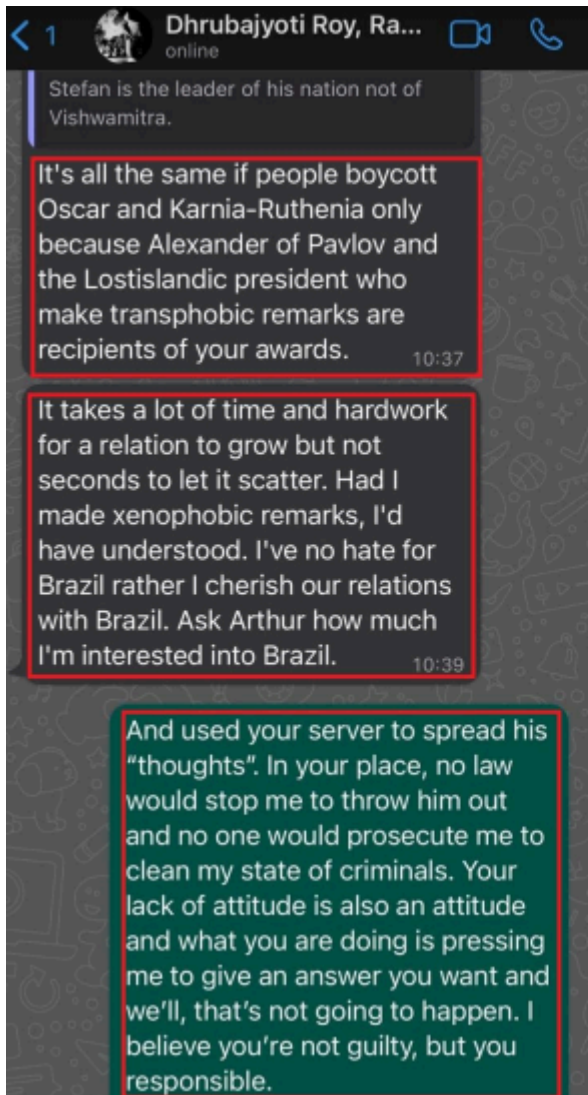 1
Dhrubajyoti Roy, Ra...
online
Stefan is the leader of his nation not of
Vishwamitra.
It's all the same if people boycott
Oscar and Karnia-Ruthenia only
because Alexander of Pavlov and
the Lostislandic president who
make transphobic remarks are
recipients of your awards.
10:37
It takes a lot of time and hardwork
for a relation to grow but not
seconds to let it scatter. Had I
made xenophobic remarks, I'd
have understood. I've no hate for
Brazil rather I cherish our relations
with Brazil. Ask Arthur how much
I'm interested into Brazil.
10:39
And used your server to spread his
“thoughts”. In your place, no law
would stop me to throw him out
and no one would prosecute me to
clean my state of criminals. Your
lack of attitude is also an attitude
and what you are doing is pressing
me to give an answer you want and
we’ll, that’s not going to happen. I
believe you’re not guilty, but you
responsible.